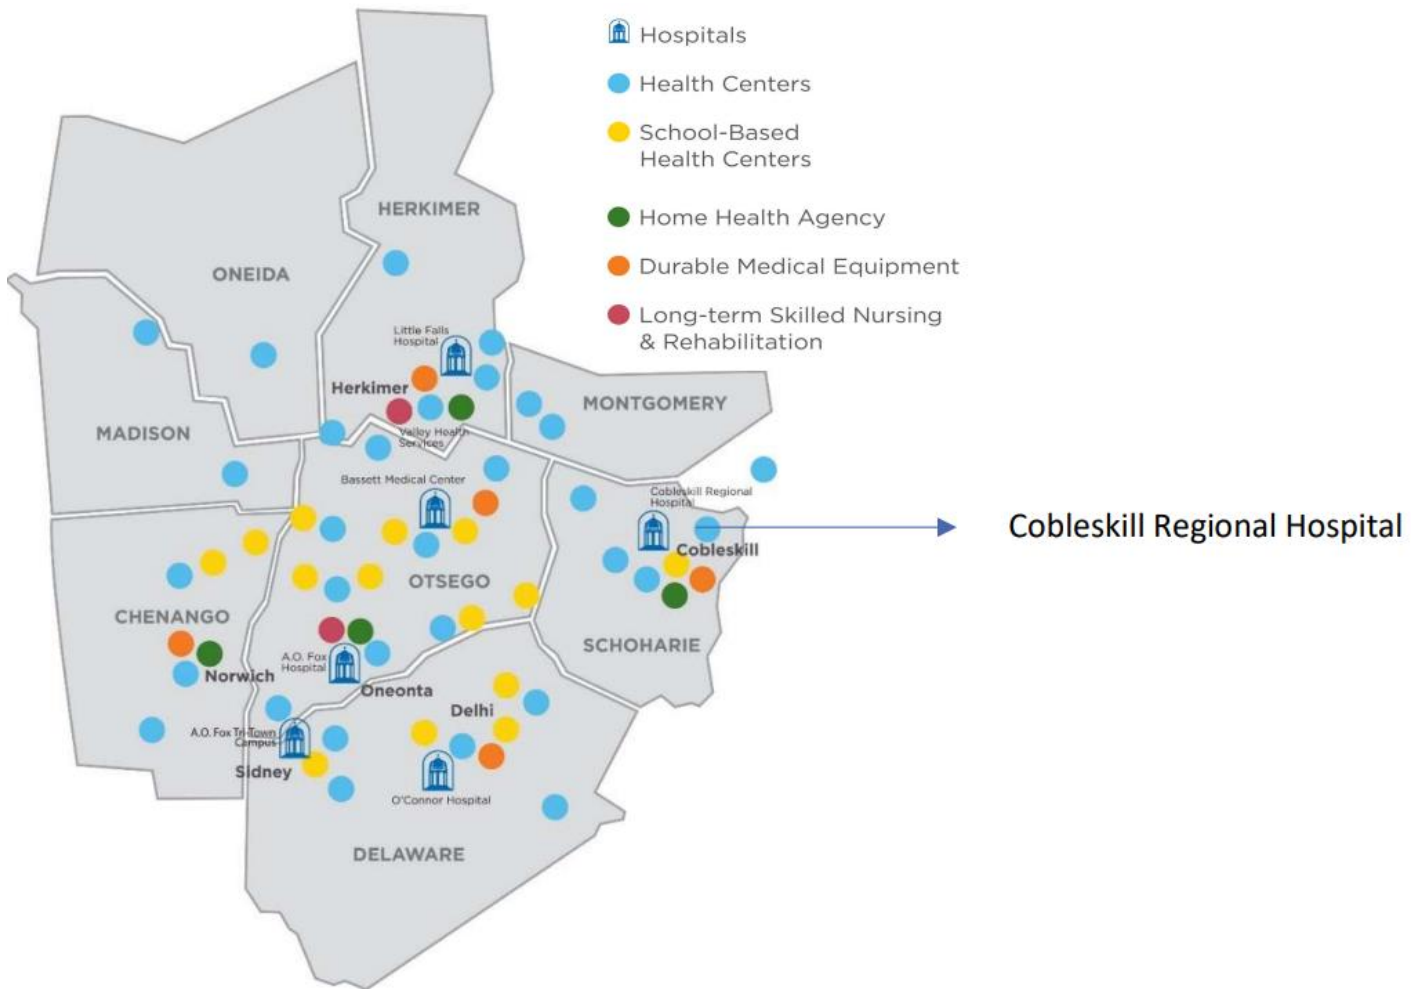 Hospitals
Health Centers
School-Based
Health Centers
Home Health Agency
Durable Medical Equipment
Long-term Skilled Nursing
& Rehabilitation
HERKIMER
ONEIDA
Little Falls
Hospital
Herkimer
MONTGOMERY
MADISON
Valley Health
Services
Bassett Medical Center
Cobleskill Regional
Hospital
Cobleskill Regional Hospital
Cobleskill
OTSEGO
CHENANGO
SCHOHARIE
A.O. Fox
Hospital
Norwich
Oneonta
Delhi
A.O. Fox Tri-Town
Campus
Sidney
O'Connor Hospital
DELAWARE